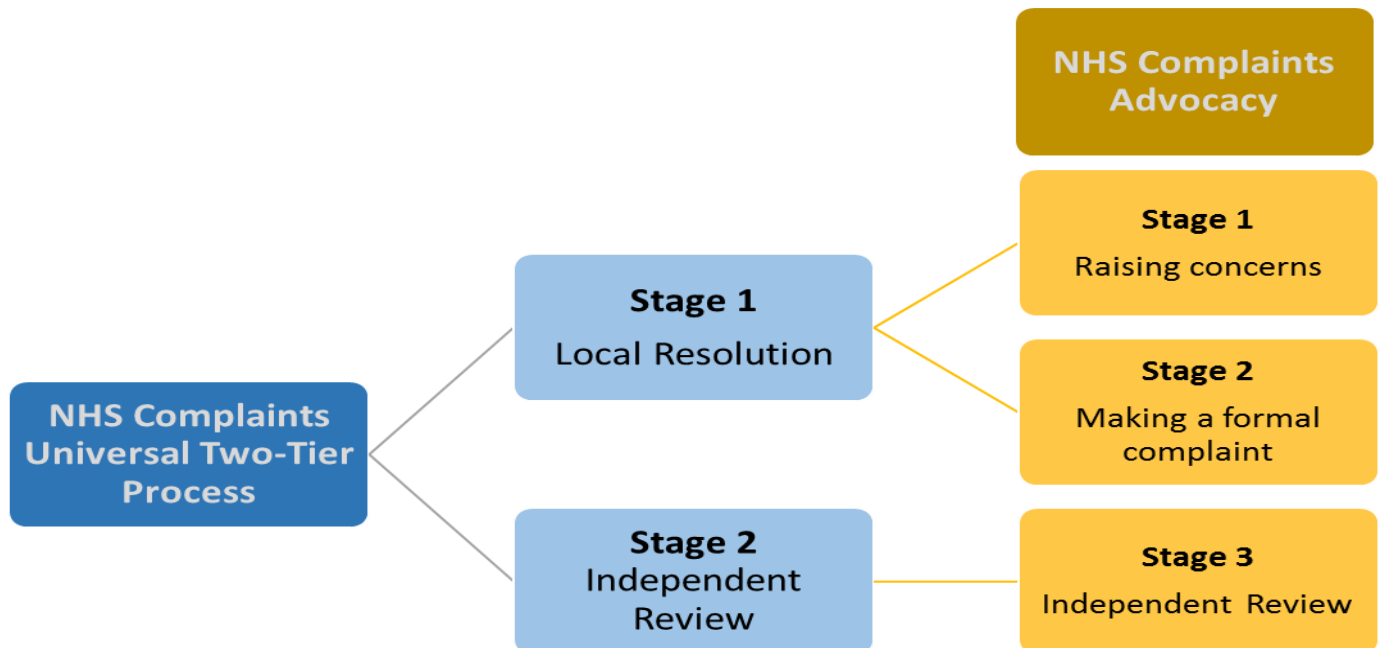 NHS Complaints
Advocacy
Stage 1
Raising concerns
Stage 1
Local Resolution
Stage 2
Making a formal
complaint
NHS Complaints
Universal Two-Tier
Process
Stage 2
Independent
Review
Stage 3
Independent Review